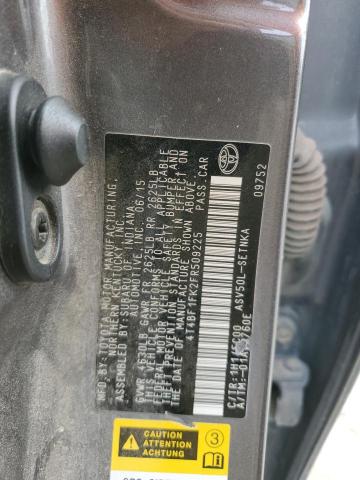 MFD. BY: TOYOTA MOTOR MANUFACTURING,
NORTHERN KENTUCKY, INC.
ASSEMBLED BY: SUBARU OF INDIANA
AUTOMOTIVE, INC. 06/15
GVWR 4630LB GAWR FR 2625LB RR 2625LB
THIS VEHICLE CONFORMS TO ALL APPLICABLE
FEDERAL MOTOR VEHICLE SAFETY, BUMPER, AND
THEFT PREVENTION STANDARDS IN EFFECT ON
THE DATE OF MANUFACTURE SHOWN ABOVE.
4T4BF1FK2FR509225 PASS.CAR
C/TR:1H1/FC00 ASV50L-SETNKA
A/TM:-01A/ 760E 09752
CAUTION
ATTENTION
ACHTUNG
3